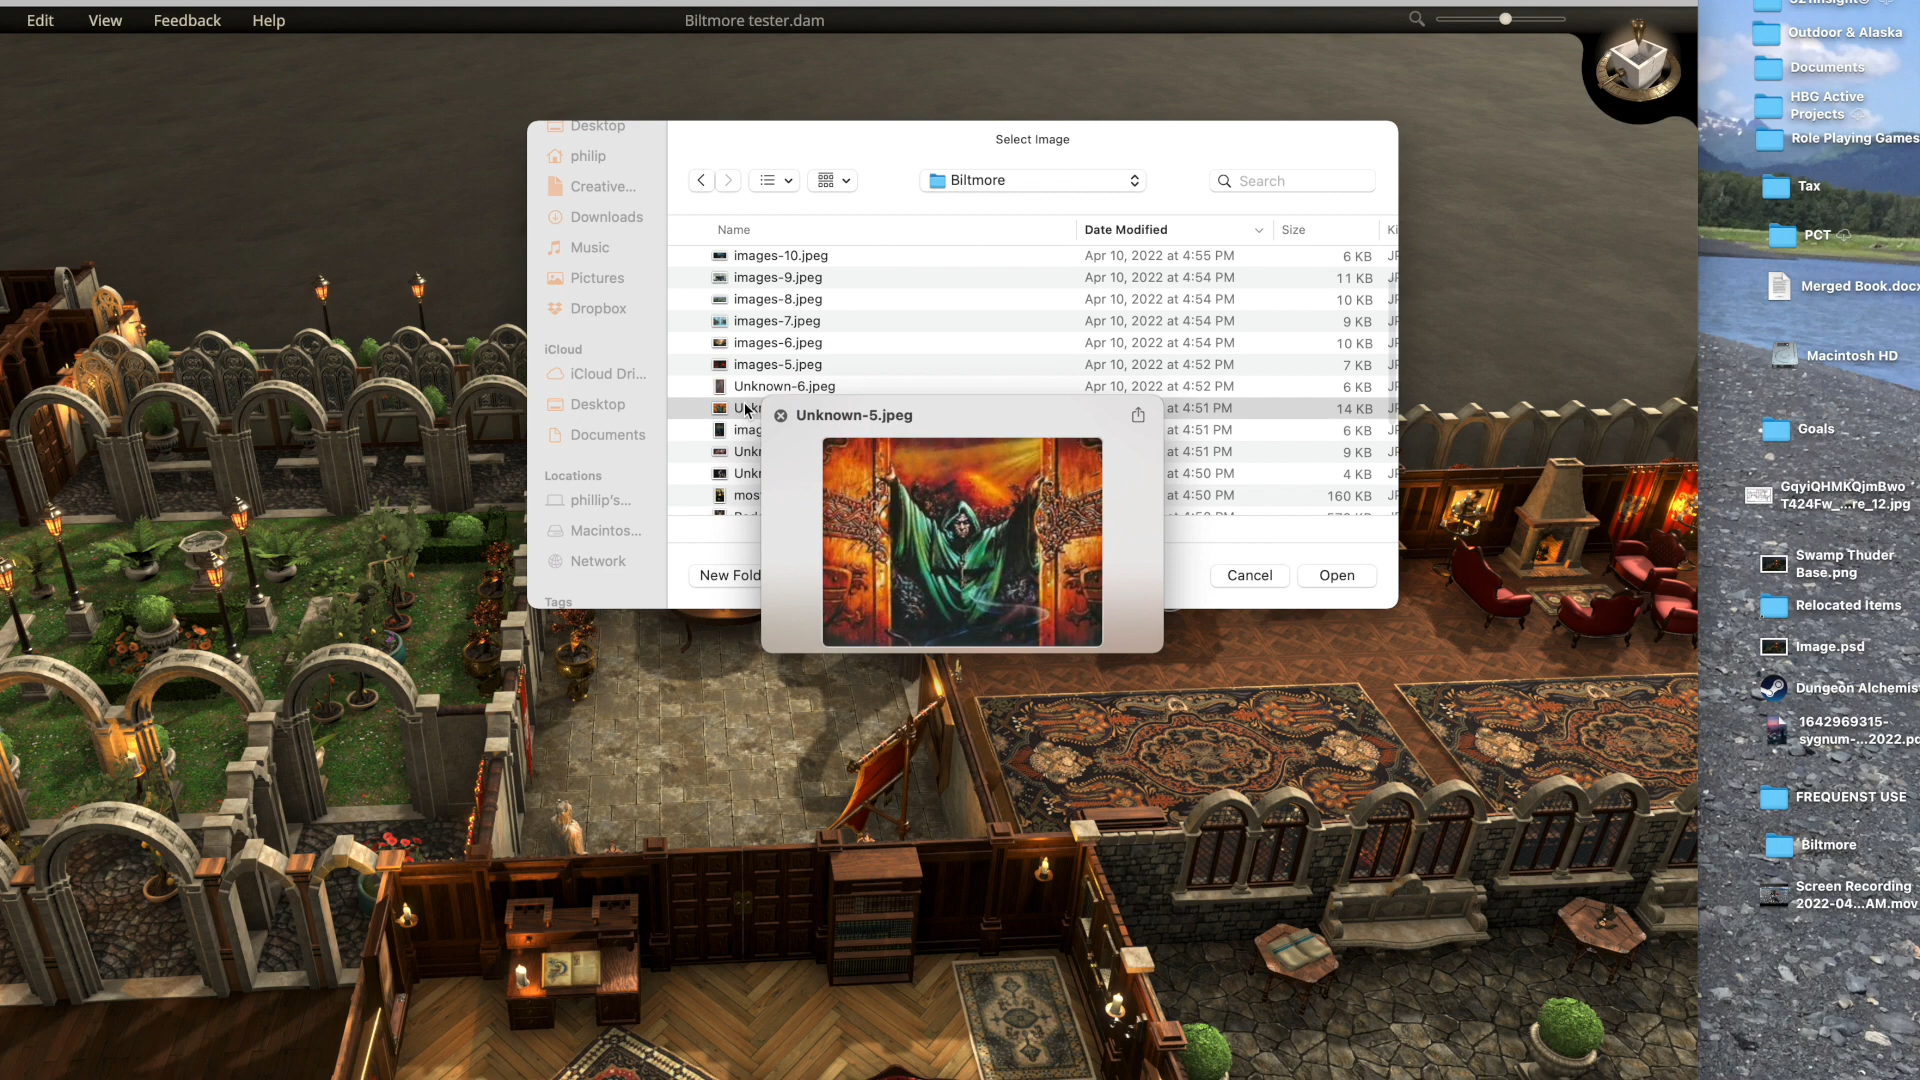 Edit View Feedback Help
Biltmore tester.dam
Select Image
Desktop
philip
Creative...
Downloads
Music
Pictures
Dropbox
iCloud
iCloud Dri...
Desktop
Documents
Locations
phillip's...
Macintos...
Network
Tags
Biltmore
Search
Name Date Modified Size
images-10.jpeg Apr 10, 2022 at 4:55 PM 6 KB
images-9.jpeg Apr 10, 2022 at 4:54 PM 11 KB
images-8.jpeg Apr 10, 2022 at 4:54 PM 10 KB
images-7.jpeg Apr 10, 2022 at 4:54 PM 9 KB
images-6.jpeg Apr 10, 2022 at 4:54 PM 10 KB
images-5.jpeg Apr 10, 2022 at 4:52 PM 7 KB
Unknown-6.jpeg Apr 10, 2022 at 4:52 PM 6 KB
at 4:51 PM 14 KB
imag at 4:51 PM 6 KB
Unkr at 4:51 PM 9 KB
Unkr at 4:50 PM 4 KB
mos at 4:50 PM 160 KB
Unknown-5.jpeg
New Fold
Cancel Open
Outdoor & Alaska
Documents
HBG Active
Projects
Role Playing Games
Tax
PCT
Merged Book.docx
Macintosh HD
Goals
GqyiQHMKQjmBwo
T424Fw_...re_12.jpg
Swamp Thuder
Base.png
Relocated Items
Image.psd
Dungeon Alchemis
1642969315-
sygnum-...2022.pd
FREQUENST USE
Biltmore
Screen Recording
2022-04...AM.mov